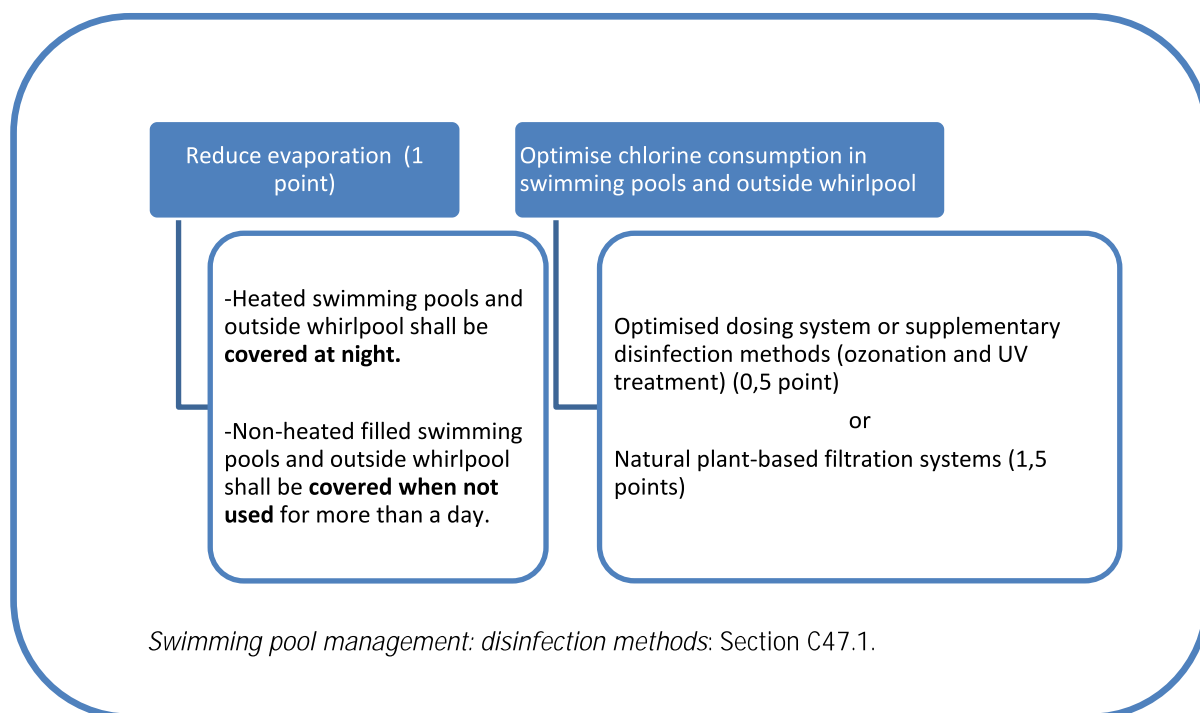 Reduce evaporation  (1
point)
-Heated swimming pools and
outside whirlpool shall be
covered at night.
-Non-heated filled swimming
pools and outside whirlpool
shall be covered when not
used for more than a day.
Optimise chlorine consumption in
swimming pools and outside whirlpool
Optimised dosing system or supplementary
disinfection methods (ozonation and UV
treatment) (0,5 point)
or
Natural plant-based filtration systems (1,5
points)
Swimming pool management: disinfection methods: Section C47.1.